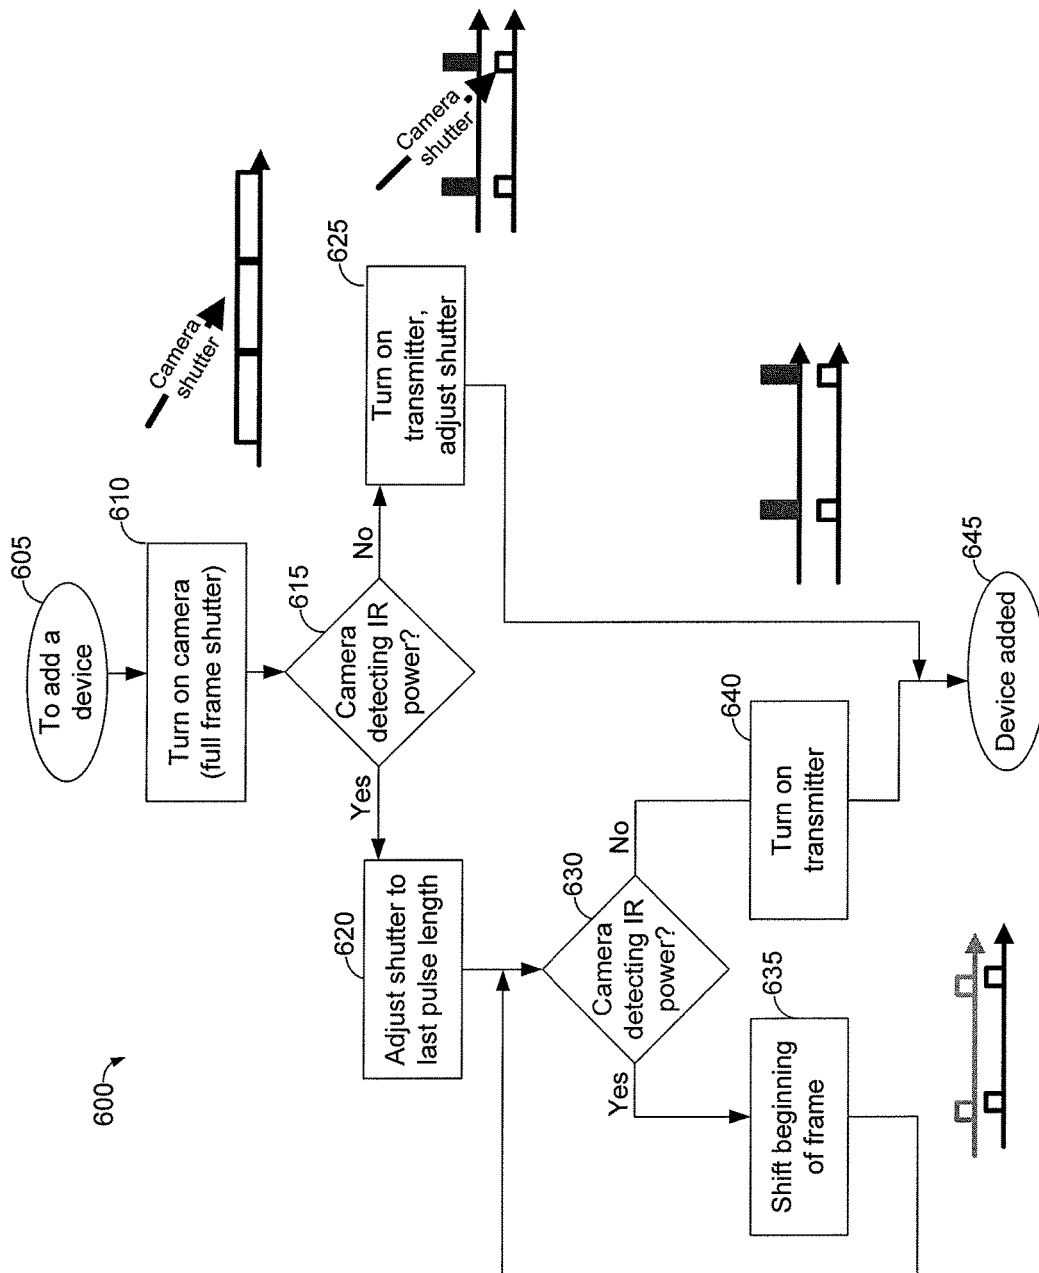 600
605
To add a
device
610
Turn on camera
(full frame shutter)
Camera
shutter
615
Camera
detecting IR
power?
Yes
No
620
Adjust shutter to
last pulse length
625
Turn on
transmitter,
adjust shutter
Camera
shutter
630
Camera
detecting IR
power?
Yes
No
635
Shift beginning
of frame
640
Turn on
transmitter
645
Device added